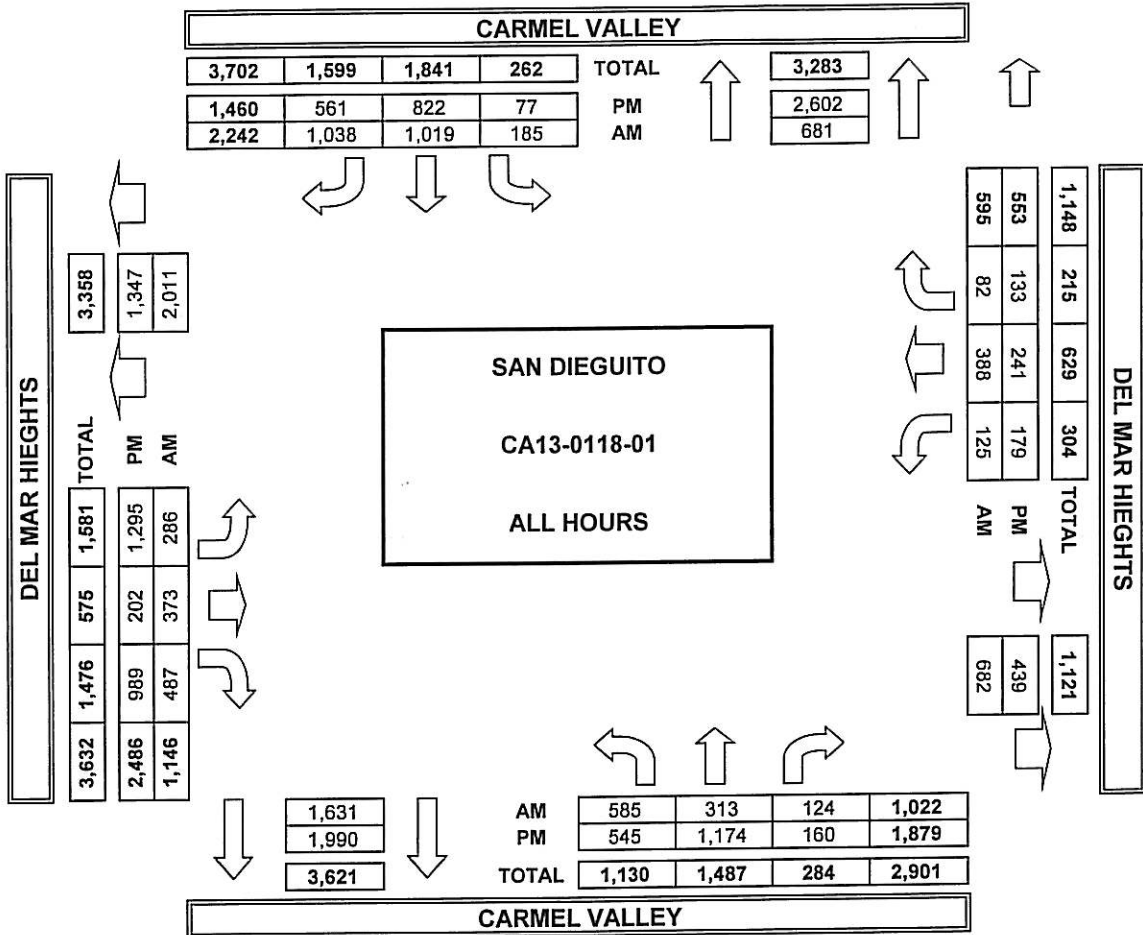 CARMEL VALLEY
3,702 1,599 1,841 262 TOTAL 3,283
1,460 561 822 77 PM 2,602
2,242 1,038 1,019 185 AM 681
DEL MAR HIEGHTS
3,358
1,347
2,011
TOTAL 1,581 575 1,476 3,632
PM 1,295 202 989 2,486
AM 286 373 487 1,146
SAN DIEGUITO
CA13-0118-01
ALL HOURS
1,148 215 629 304 TOTAL
553 133 241 179 PM
595 82 388 125 AM
1,121
439
682
DEL MAR HIEGHTS
1,631 AM 585 313 124 1,022
1,990 PM 545 1,174 160 1,879
3,621 TOTAL 1,130 1,487 284 2,901
CARMEL VALLEY